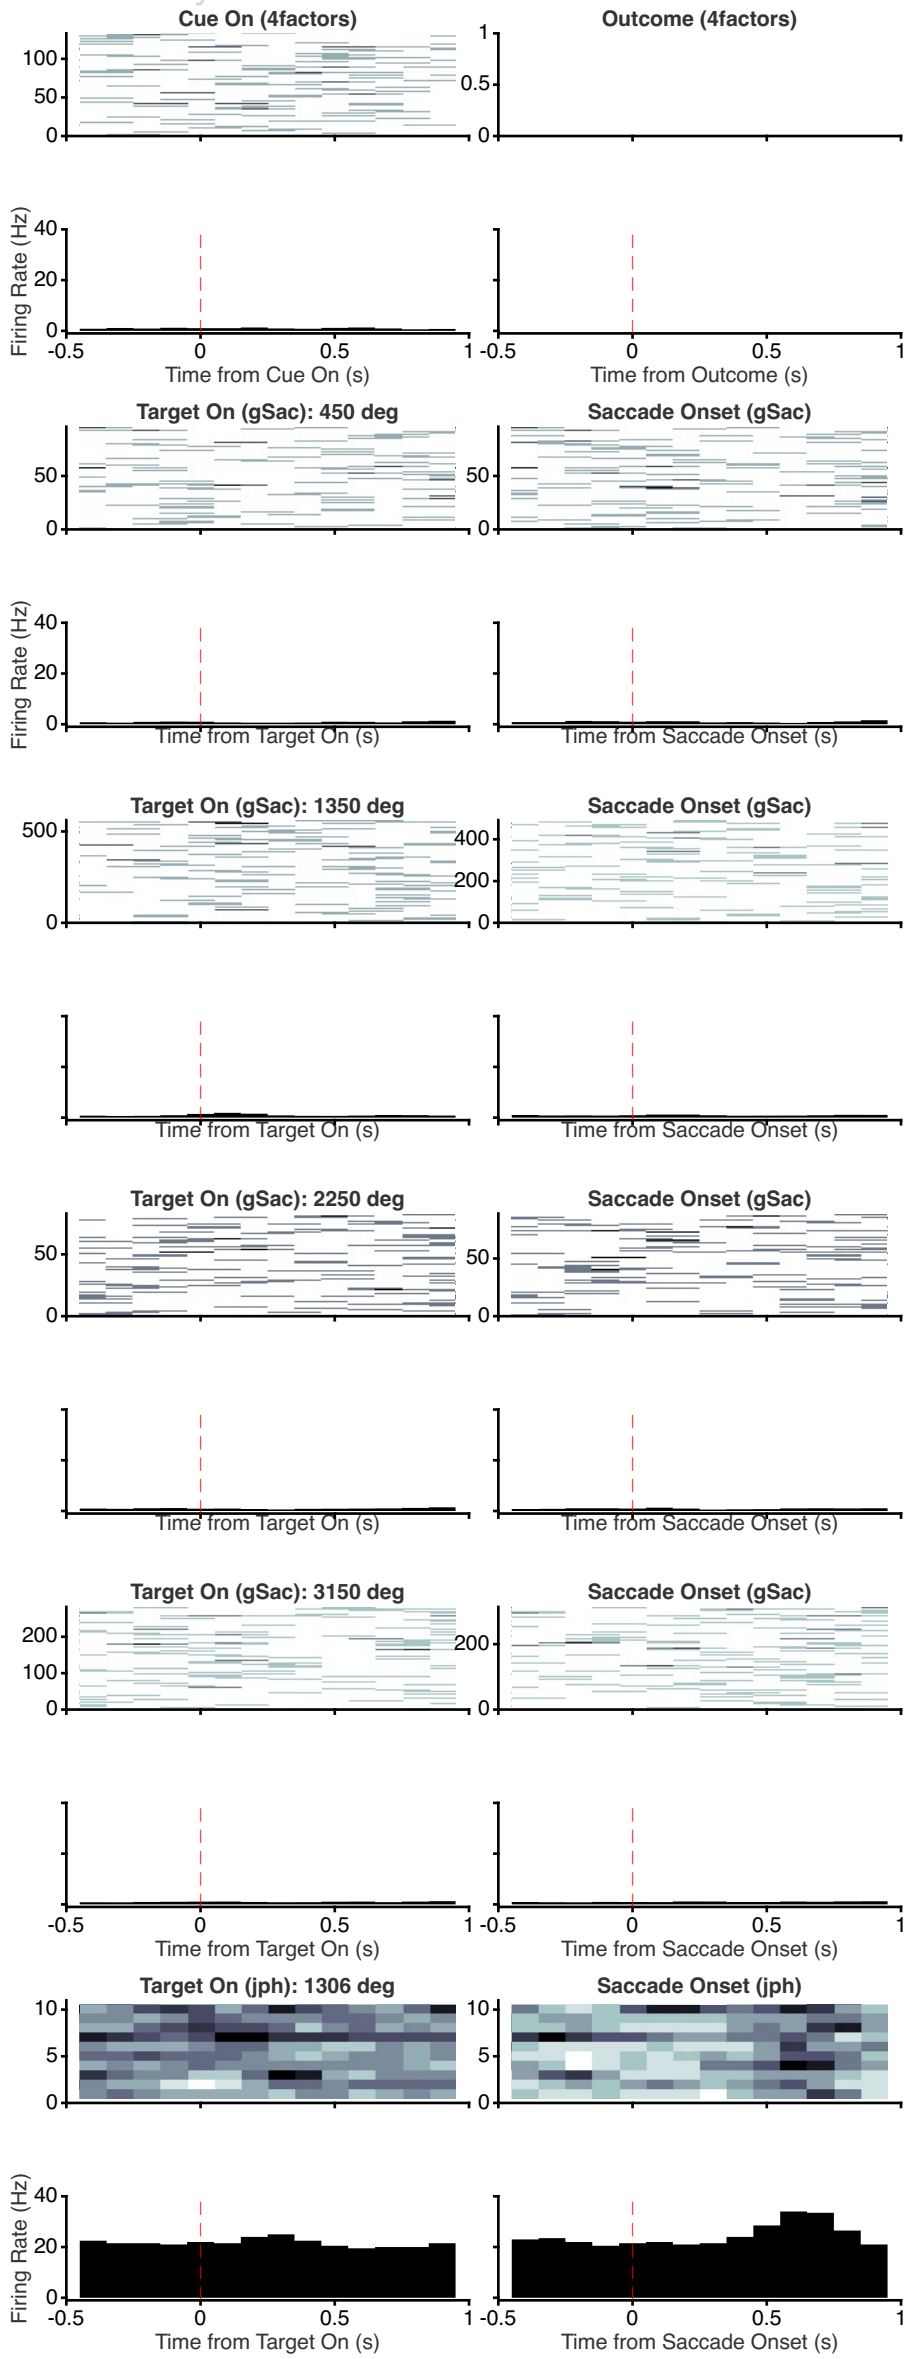 Cue On (4factors) Outcome (4factors)
100
50
0
1
0.5
0
Firing Rate (Hz)
40
20
0
-0.5 0 0.5 1
-0.5 0 0.5 1
Time from Cue On (s) Time from Outcome (s)
Target On (gSac): 450 deg Saccade Onset (gSac)
50
0
50
0
Firing Rate (Hz)
40
20
0
Time from Target On (s) Time from Saccade Onset (s)
Target On (gSac): 1350 deg Saccade Onset (gSac)
500
0
400
200
0
Time from Target On (s) Time from Saccade Onset (s)
Target On (gSac): 2250 deg Saccade Onset (gSac)
50
0
50
0
Time from Target On (s) Time from Saccade Onset (s)
Target On (gSac): 3150 deg Saccade Onset (gSac)
200
100
0
200
0
-0.5 0 0.5 1
-0.5 0 0.5 1
Time from Target On (s) Time from Saccade Onset (s)
Target On (jph): 1306 deg Saccade Onset (jph)
10
5
0
10
5
0
Firing Rate (Hz)
40
20
0
-0.5 0 0.5 1
-0.5 0 0.5 1
Time from Target On (s) Time from Saccade Onset (s)